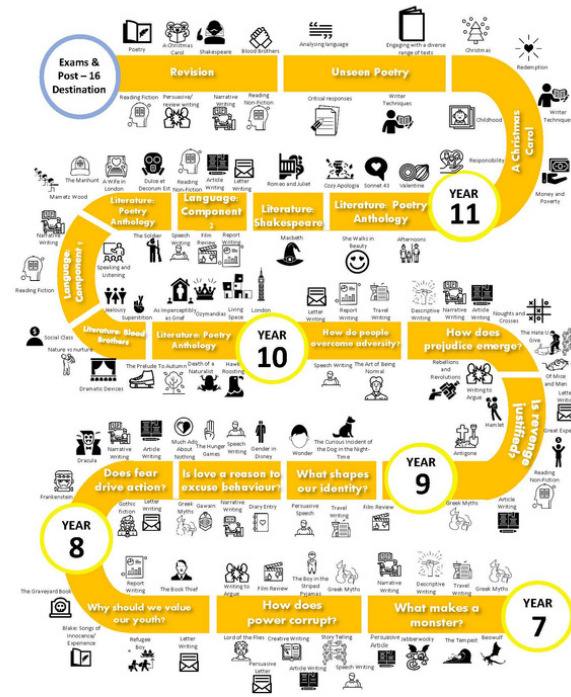 Poetry
A Christmas
Carol
Shakespeare
Blood Brothers
Analysing language
Engaging with a diverse
range of texts
Christmas
Redemption
Exams &
Post – 16
Destination
Revision
Unseen Poetry
A Christmas
Carol
Reading Fiction
Persuasive/
review writing
Narrative
Writing
Reading
Non-Fiction
Critical responses
Writer
Techniques
Childhood
Writer
Techniques
Responsibility
Money and
Poverty
Mametz Wood
The Manhunt
A Wife in
London
Dulce et
Decorum Est
Reading
Non-Fiction
Article
Writing
Letter
Writing
Romeo and Juliet
Cozy Apologia
Sonnet 43
Valentine
YEAR
11
Literature:
Poetry
Anthology
Language:
Component
2
Literature:
Shakespeare
Literature: Poetry
Anthology
Narrative
Writing
Reading Fiction
Language:
Component 1
The Soldier
Speech
Writing
Film
Review
Report
Writing
Macbeth
She Walks in
Beauty
Afternoons
Speaking and
Listening
Jealousy
Superstition
As Imperceptibly
as Grief
Ozymandias
Living
Space
London
Social Class
Nature vs nurture
Literature: Blood
Brothers
Literature: Poetry
Anthology
YEAR
10
Letter
Writing
Report
Writing
Travel
Writing
Descriptive
Writing
Narrative
Writing
Article
Writing
Noughts and
Crosses
The Hate U
Give
How do people
overcome adversity?
How does
prejudice emerge?
Dramatic Devices
The Prelude
To Autumn
Death of a
Naturalist
Hawk
Roosting
Speech Writing
The Art of Being
Normal
Rebellions
and
Revolutions
Writing to
Argue
Of Mice
and Men
Hamlet
Is revenge
justified?
Antigone
Reading
Non-Fiction
Article
Writing
Greek Myths
Dracula
Narrative
Writing
Article
Writing
Much Ado
About
Nothing
The Hunger
Games
Speech
Writing
Gender in
Disney
Wonder
The Curious Incident of
the Dog in the Night-
Frankenstein
Does fear
drive action?
Is love a reason to
excuse behaviour?
What shapes
our identity?
YEAR
9
Gothic
Fiction
Letter
Writing
Greek
Myths
Gawain
Narrative
Writing
Diary Entry
Persuasive
Speech
Travel
Writing
Film Review
YEAR
8
Report
Writing
The Book Thief
Writing to
Argue
Film Review
The Boy in the
Striped
Pyjamas
Greek Myths
Narrative
Writing
Descriptive
Writing
Travel
Writing
Greek Myths
The Graveyard Book
Why should we value
our youth?
How does
power corrupt?
What makes a
monster?
YEAR
7
Blake: Songs of
Innocence/
Experience
Refugee
Boy
Letter
Writing
Lord of the Flies
Creative Writing
Story Telling
Persuasive
Letter
Article Writing
Speech Writing
Persuasive
Article
Jabberwocky
The Tempest
Beowulf